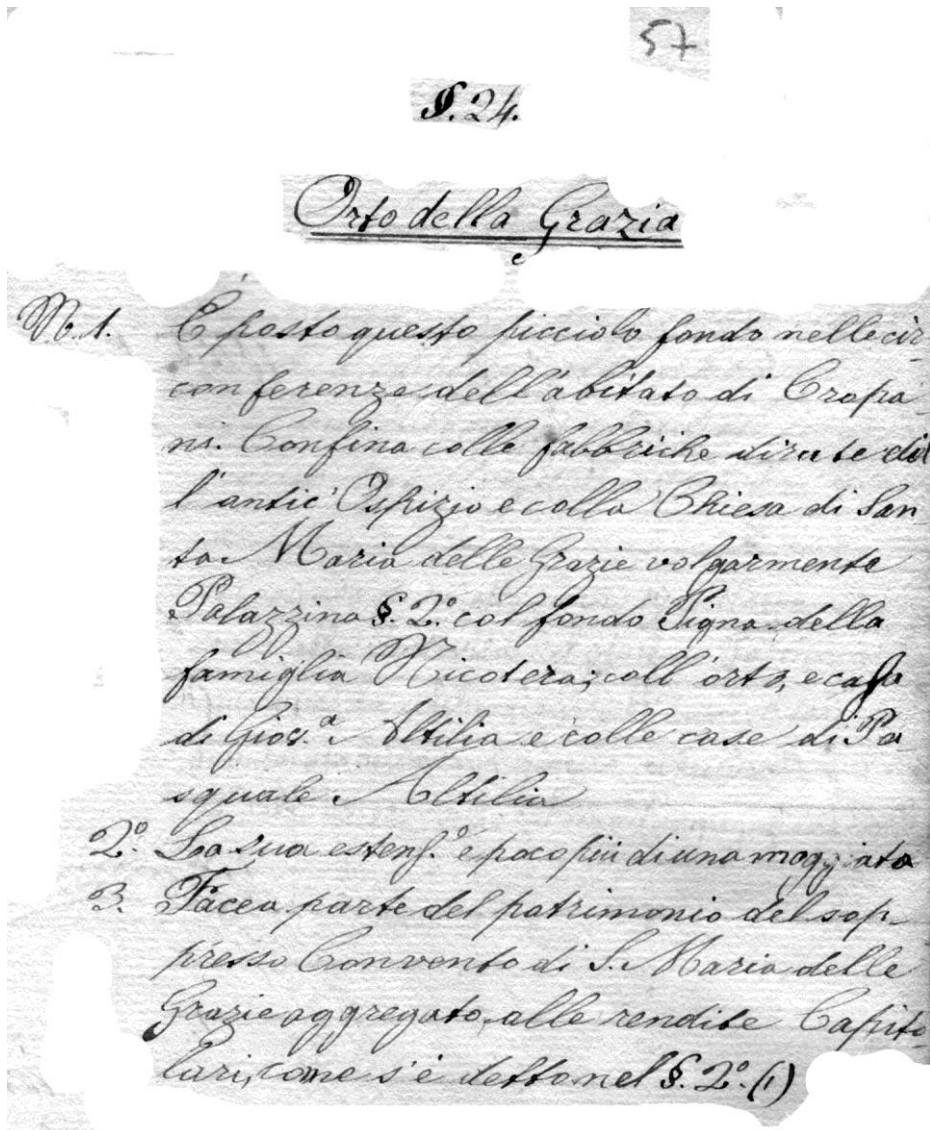 57
§. 24.
Orto della Grazia
N. 1. È posto questo picciolo fondo nelle cir-
conferenze dell'abitato di Cropa-
ni. Confina colle fabbriche dirute del
l'antic' Ospizio e colla Chiesa di San
ta Maria delle Grazie volgarmente
Palazzina §. 2.° col fondo Pigna della
famiglia Nicotera; coll'orto, e casa
di Gios.a Altilia e colle case di Pa
squale Altilia
2.° La sua estens.e è poco più di una moggiata
3. Facea parte del patrimonio del sop-
presso Convento di S. Maria delle
Grazie aggregato alle rendite Capito-
lari, come s'è detto nel §. 2.° (1)